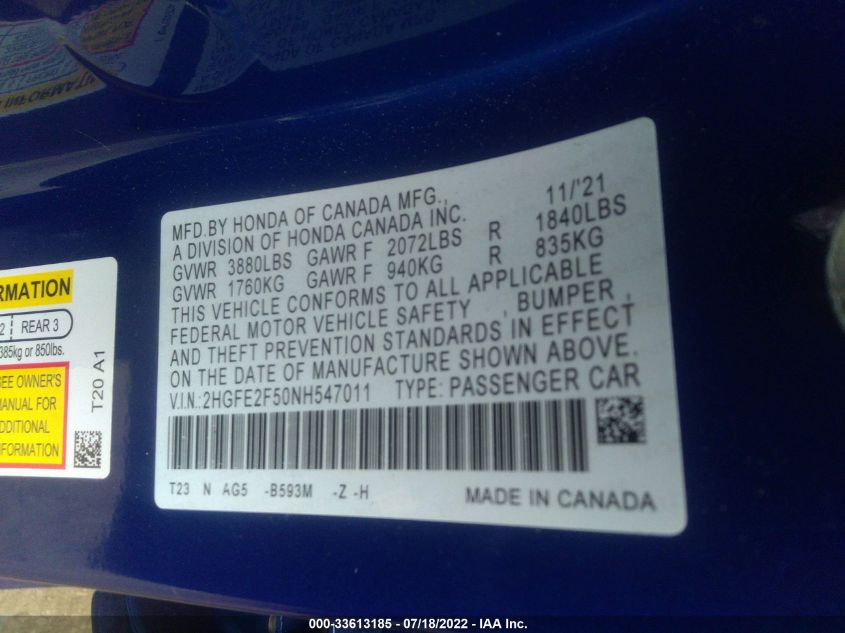 MFD.BY HONDA OF CANADA MFG., 11/'21
A DIVISION OF HONDA CANADA INC.
GVWR 3880LBS GAWR F 2072LBS R 1840LBS
GVWR 1760KG GAWR F 940KG R 835KG
THIS VEHICLE CONFORMS TO ALL APPLICABLE
FEDERAL MOTOR VEHICLE SAFETY , BUMPER ,
AND THEFT PREVENTION STANDARDS IN EFFECT
ON THE DATE OF MANUFACTURE SHOWN ABOVE.
V.I.N.:2HGFE2F50NH547011 TYPE: PASSENGER CAR
T23 N AG5 -B593M -Z -H MADE IN CANADA
RMATION
2 REAR 3
385kg or 850lbs.
SEE OWNER'S
MANUAL FOR
ADDITIONAL
INFORMATION
T20 A1
000-33613185 - 07/18/2022 - IAA Inc.